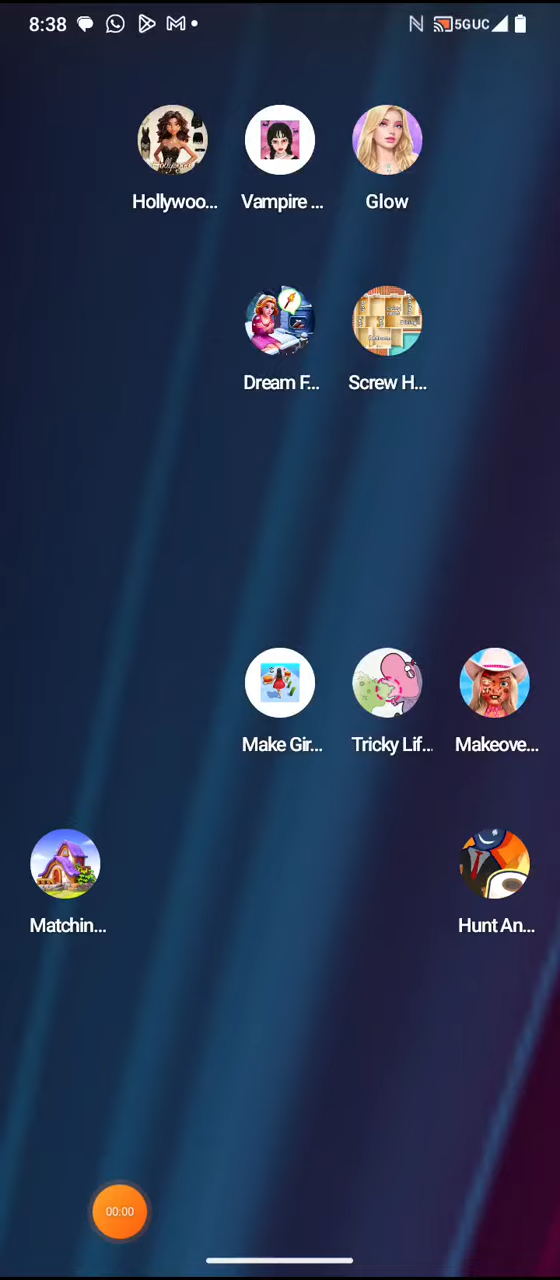 8:38
5GUC
Hollywoo...
Vampire ...
Glow
Dream F...
Screw H...
Make Gir...
Tricky Lif...
Makeove...
Matchin...
Hunt An...
00:00